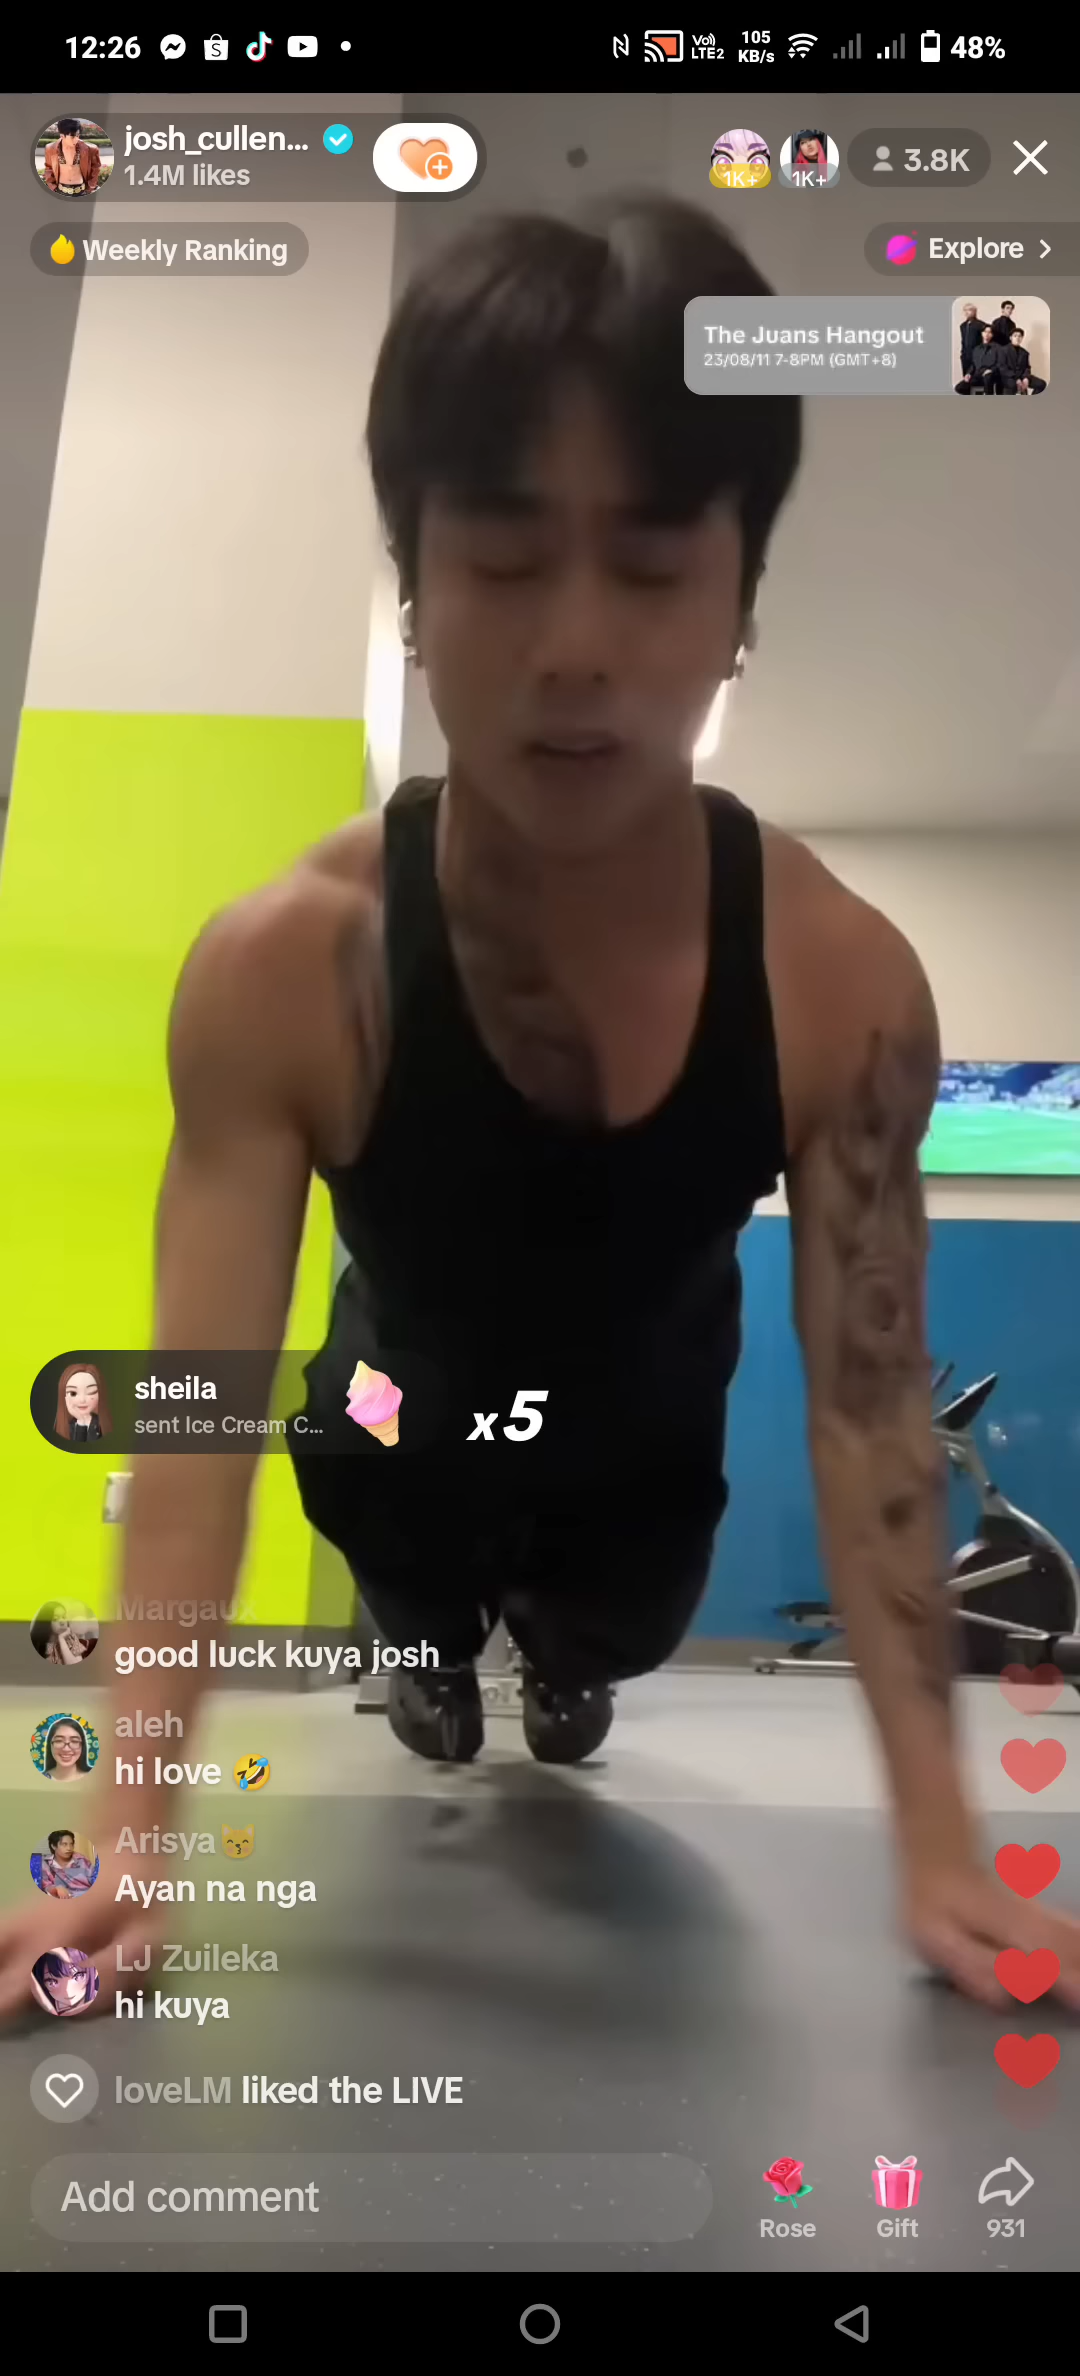 12:26
Vo)) LTE2
105 KB/s
48%
josh_cullen...
1.4M likes
1K+
1K+
3.8K
Weekly Ranking
Explore
The Juans Hangout
23/08/11 7-8PM (GMT+8)
sheila
sent Ice Cream C...
x5
Margaux
good luck kuya josh
aleh
hi love 🤣
Arisya😽
Ayan na nga
LJ Zuileka
hi kuya
loveLM liked the LIVE
Add comment
Rose
Gift
931